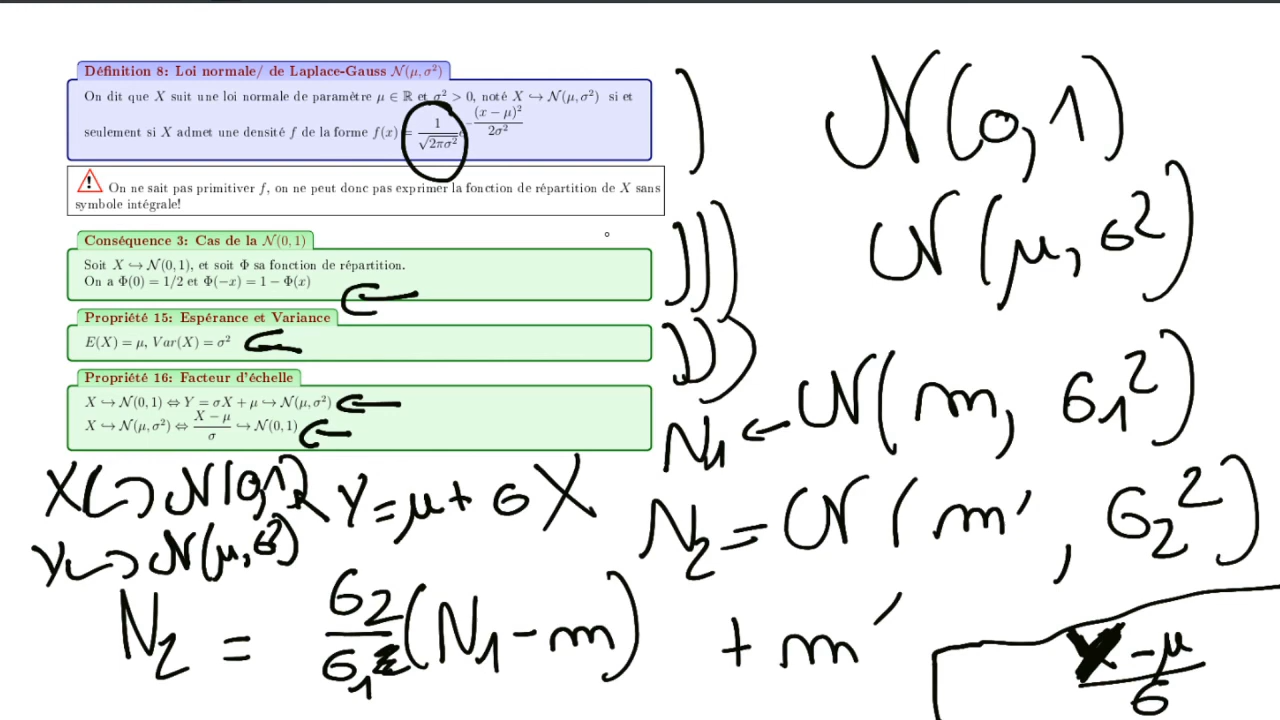 Définition 8: Loi normale/ de Laplace-Gauss 𝒩(μ, σ²)
On dit que X suit une loi normale de paramètre μ ∈ ℝ et σ² > 0, noté X ↪ 𝒩(μ, σ²) si et
seulement si X admet une densité f de la forme f(x) = 1/√(2πσ²) e^(−(x − μ)²/2σ²)
On ne sait pas primitiver f, on ne peut donc pas exprimer la fonction de répartition de X sans
symbole intégrale!
Conséquence 3: Cas de la 𝒩(0, 1)
Soit X ↪ 𝒩(0, 1), et soit Φ sa fonction de répartition.
On a Φ(0) = 1/2 et Φ(−x) = 1 − Φ(x)
Propriété 15: Espérance et Variance
E(X) = μ, Var(X) = σ²
Propriété 16: Facteur d'échelle
X ↪ 𝒩(0, 1) ⇔ Y = σX + μ ↪ 𝒩(μ, σ²)
X ↪ 𝒩(μ, σ²) ⇔ (X − μ)/σ ↪ 𝒩(0, 1)
𝒩(0, 1)
𝒩(μ, σ²)
N₁ ← 𝒩(m, σ₁²)
N₂ = 𝒩(m', σ₂²)
X ↪ 𝒩(0,1) Y = μ + σ X
Y ↪ 𝒩(μ, σ²)
N₂ = σ₂/σ₁ (N₁ − m) + m'
(X − μ)/σ